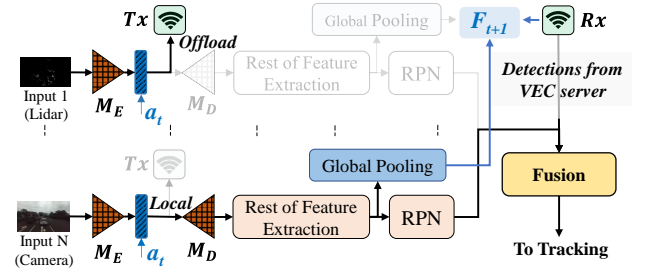 Tx
Offload
Global Pooling
F_{t+1}
Rx
Input 1
(Lidar)
M_E
a_t
M_D
Rest of Feature
Extraction
RPN
Detections from
VEC server
Tx
Local
Global Pooling
Fusion
Input N
(Camera)
M_E
a_t
M_D
Rest of Feature
Extraction
RPN
To Tracking